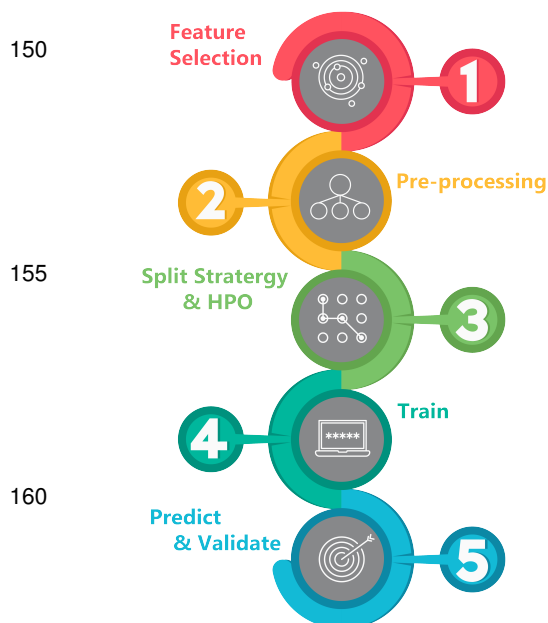 150
Feature
Selection
1
2
Pre-processing
155
Split Stratergy
& HPO
3
4
*****
Train
160
Predict
& Validate
5